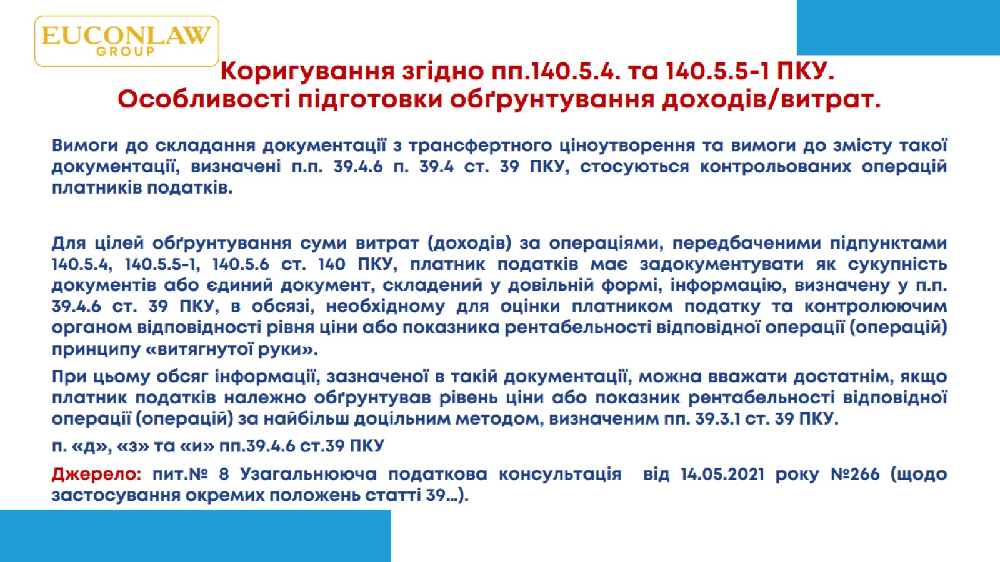 EUCONLAW
GROUP
Коригування згідно пп.140.5.4. та 140.5.5-1 ПКУ.
Особливості підготовки обґрунтування доходів/витрат.
Вимоги до складання документації з трансфертного ціноутворення та вимоги до змісту такої
документації, визначені п.п. 39.4.6 п. 39.4 ст. 39 ПКУ, стосуються контрольованих операцій
платників податків.
Для цілей обґрунтування суми витрат (доходів) за операціями, передбаченими підпунктами
140.5.4, 140.5.5-1, 140.5.6 ст. 140 ПКУ, платник податків має задокументувати як сукупність
документів або єдиний документ, складений у довільній формі, інформацію, визначену у п.п.
39.4.6 ст. 39 ПКУ, в обсязі, необхідному для оцінки платником податку та контролюючим
органом відповідності рівня ціни або показника рентабельності відповідної операції (операцій)
принципу «витягнутої руки».
При цьому обсяг інформації, зазначеної в такій документації, можна вважати достатнім, якщо
платник податків належно обґрунтував рівень ціни або показник рентабельності відповідної
операції (операцій) за найбільш доцільним методом, визначеним пп. 39.3.1 ст. 39 ПКУ.
п. «д», «з» та «и» пп.39.4.6 ст.39 ПКУ
Джерело: пит.№ 8 Узагальнююча податкова консультація від 14.05.2021 року №266 (щодо
застосування окремих положень статті 39…).